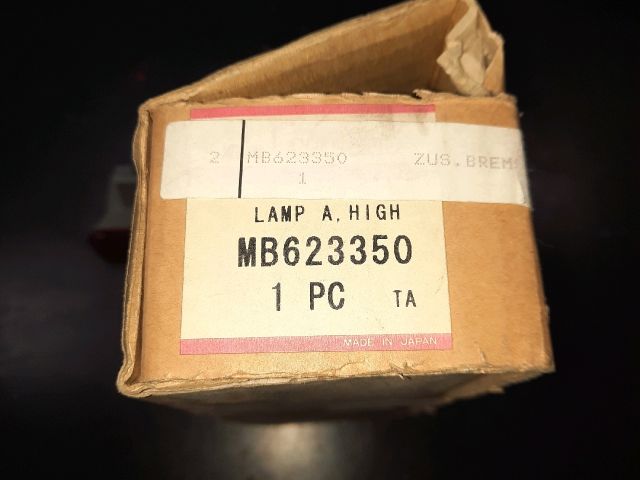 2 MB623350 ZUS.BREMS
1
LAMP A, HIGH
MB623350
1 PC TA
MADE IN JAPAN